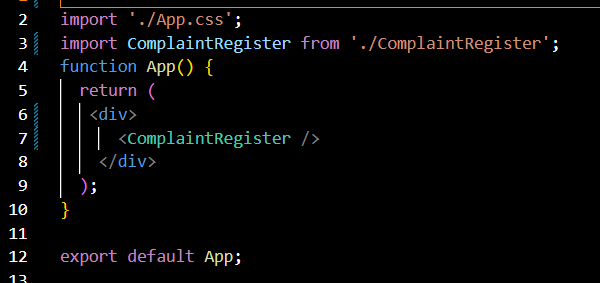 2 import './App.css';
3 import ComplaintRegister from './ComplaintRegister';
4 function App() {
5 return (
6 <div>
7 <ComplaintRegister />
8 </div>
9 );
10 }
11
12 export default App;
13